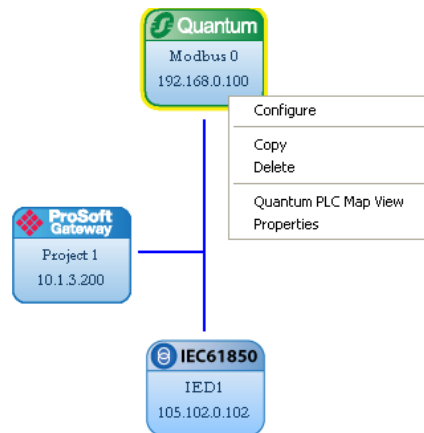 Quantum
Modbus 0
192.168.0.100
Configure
Copy
Delete
Quantum PLC Map View
Properties
ProSoft
Gateway
Project 1
10.1.3.200
IEC61850
IED1
105.102.0.102